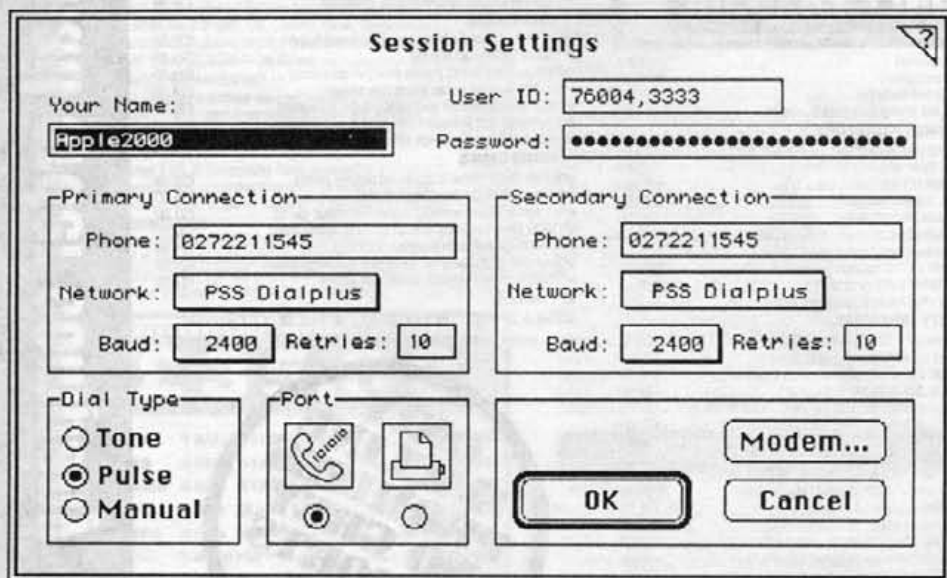 Session Settings
?
Your Name:
Apple2000
User ID: 76004,3333
Password: ••••••••••••••••••••••••••
Primary Connection
Phone: 0272211545
Network: PSS Dialplus
Baud: 2400 Retries: 10
Secondary Connection
Phone: 0272211545
Network: PSS Dialplus
Baud: 2400 Retries: 10
Dial Type
Tone
Pulse
Manual
Port
Modem...
OK
Cancel